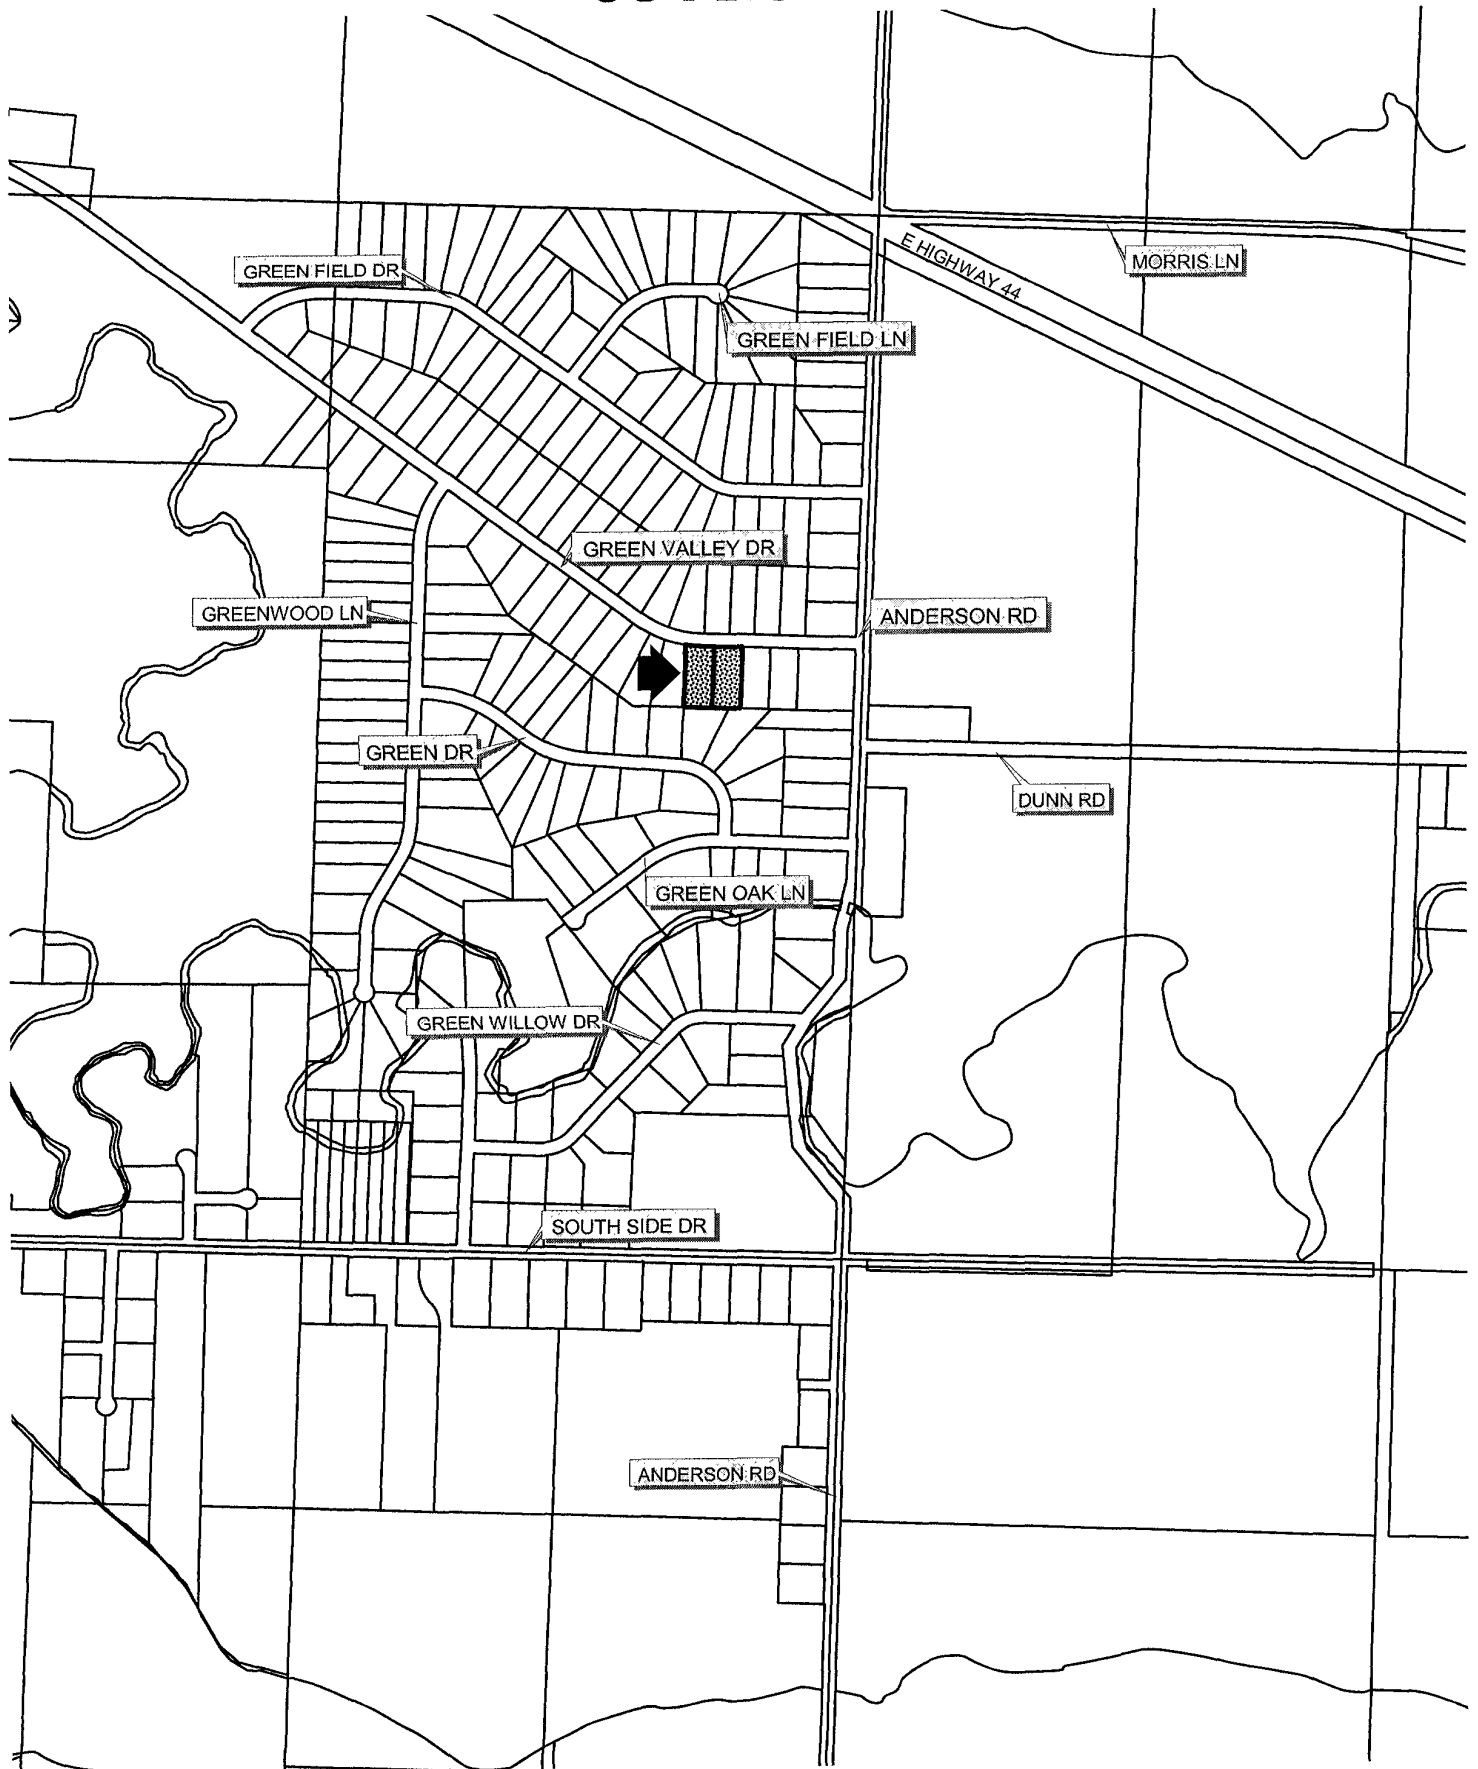 GREEN FIELD DR
E HIGHWAY 44
MORRIS LN
GREEN FIELD LN
GREEN VALLEY DR
GREENWOOD LN
ANDERSON RD
GREEN DR
DUNN RD
GREEN OAK LN
GREEN WILLOW DR
SOUTH SIDE DR
ANDERSON RD